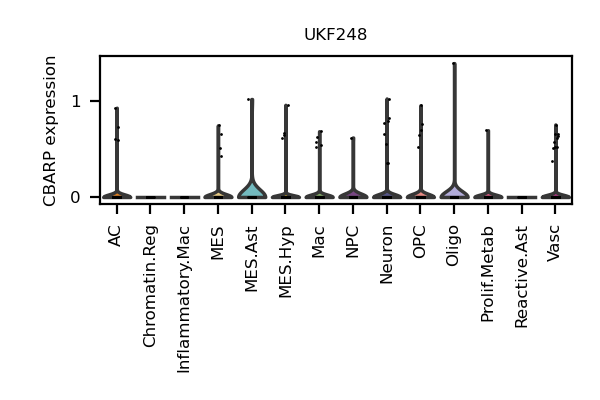 UKF248
CBARP expression
1
0
AC
Chromatin.Reg
Inflammatory.Mac
MES
MES.Ast
MES.Hyp
Mac
NPC
Neuron
OPC
Oligo
Prolif.Metab
Reactive.Ast
Vasc